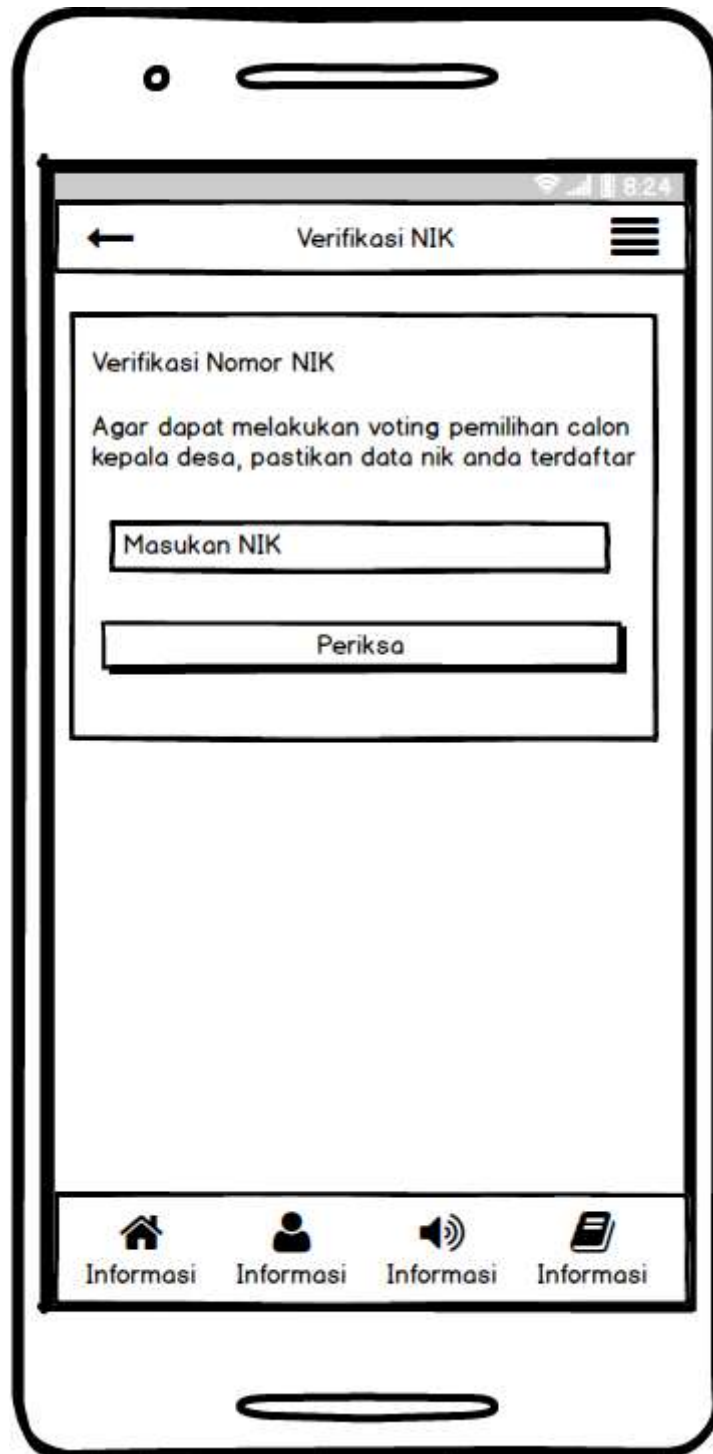 8:24
Verifikasi NIK
Verifikasi Nomor NIK
Agar dapat melakukan voting pemilihan calon
kepala desa, pastikan data nik anda terdaftar
Masukan NIK
Periksa
Informasi Informasi Informasi Informasi